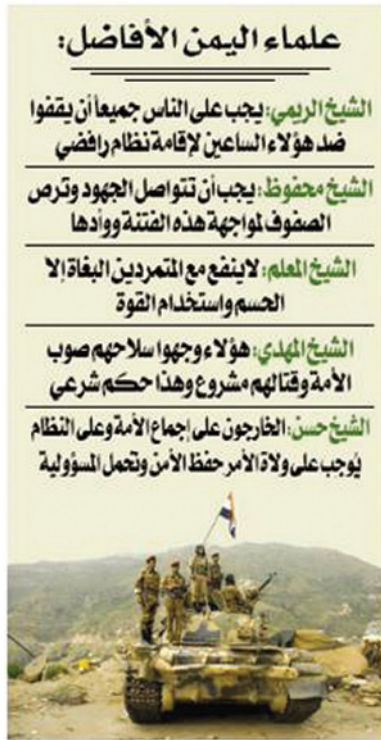 علماء اليمن الأفاضل:
الشيخ الريمي: يجب على الناس جميعاً أن يقفوا
ضد هؤلاء الساعين لإقامة نظام رافضي
الشيخ محفوظ: يجب أن تتواصل الجهود وترص
الصفوف لمواجهة هذه الفتنة ووأدها
الشيخ المعلم: لا ينفع مع المتمردين البغاة إلا
الحسم واستخدام القوة
الشيخ المهدي: هؤلاء وجهوا سلاحهم صوب
الأمة وقتالهم مشروع وهذا حكم شرعي
الشيخ حسن: الخارجون على إجماع الأمة وعلى النظام
يُوجب على ولاة الأمر حفظ الأمن وتحمل المسؤولية